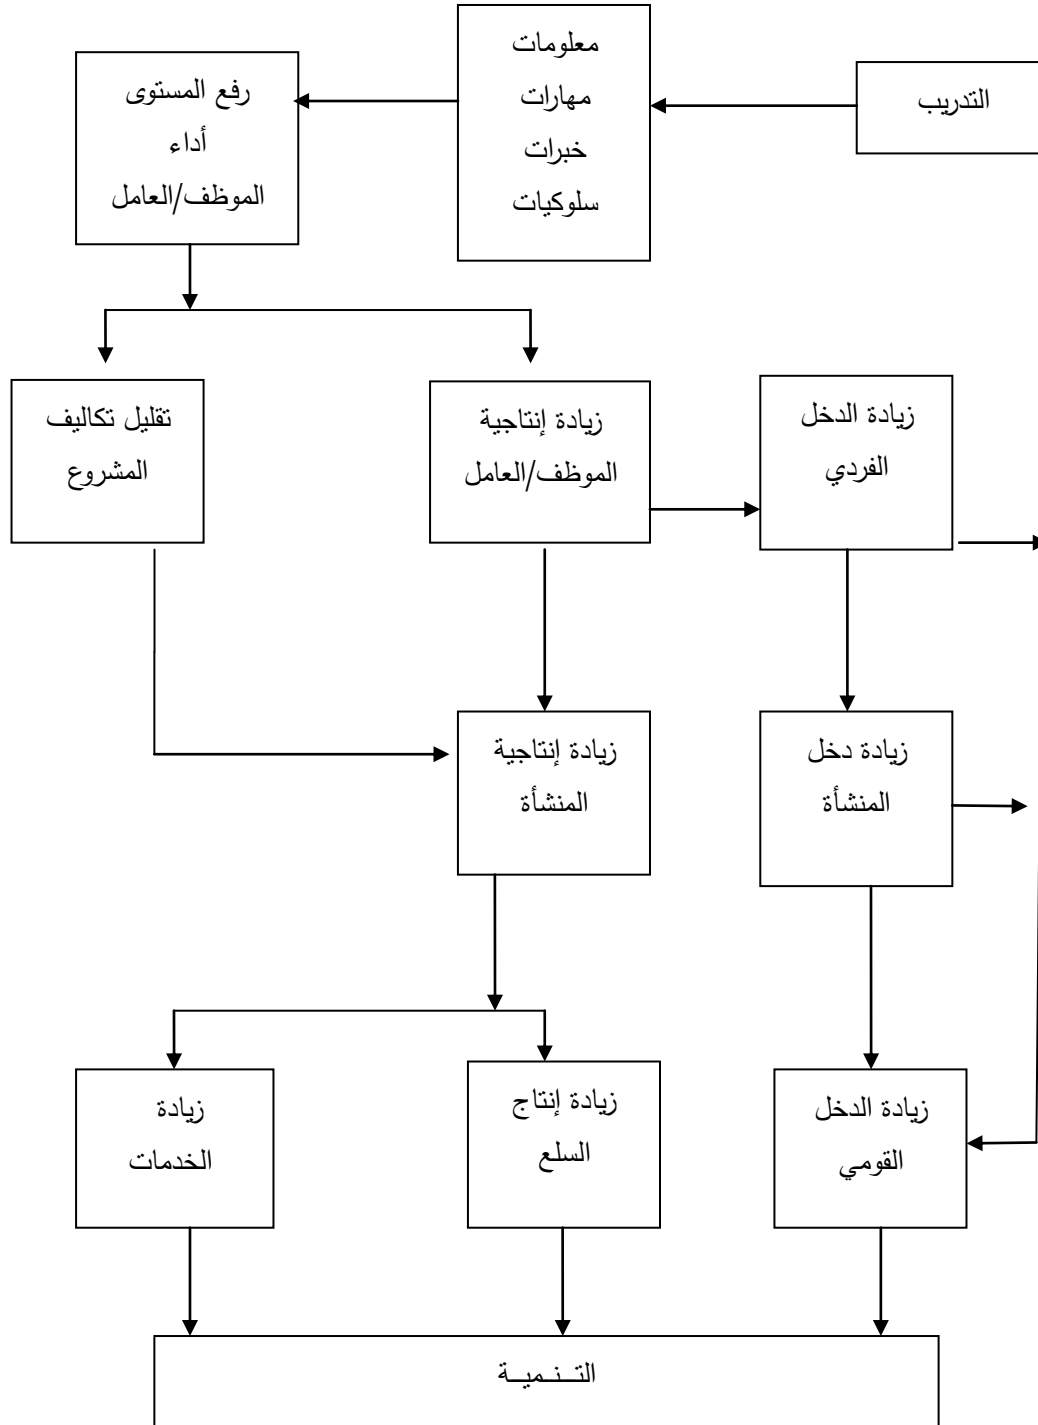 التدريب
معلومات
مهارات
خبرات
سلوكيات
رفع المستوى
أداء
الموظف/العامل
زيادة الدخل
الفردي
زيادة إنتاجية
الموظف/العامل
تقليل تكاليف
المشروع
زيادة دخل
المنشأة
زيادة إنتاجية
المنشأة
زيادة الدخل
القومي
زيادة إنتاج
السلع
زيادة
الخدمات
التــنــميــة